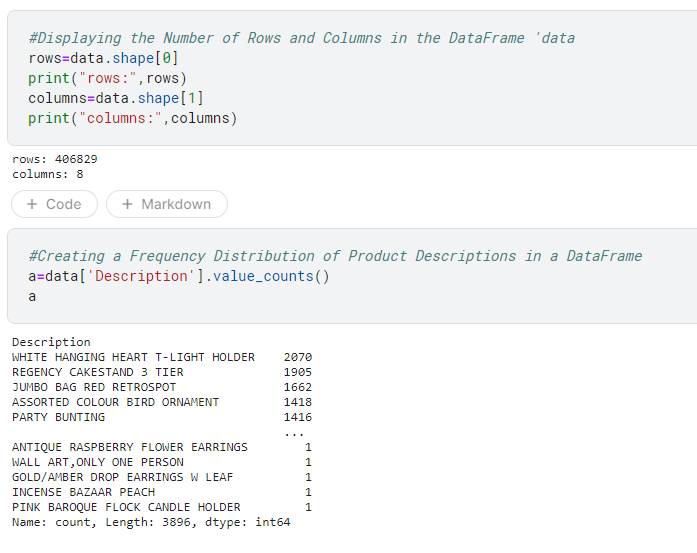 #Displaying the Number of Rows and Columns in the DataFrame 'data
rows=data.shape[0]
print("rows:",rows)
columns=data.shape[1]
print("columns:",columns)
rows: 406829
columns: 8
+ Code + Markdown
#Creating a Frequency Distribution of Product Descriptions in a DataFrame
a=data['Description'].value_counts()
a
Description
WHITE HANGING HEART T-LIGHT HOLDER 2070
REGENCY CAKESTAND 3 TIER 1905
JUMBO BAG RED RETROSPOT 1662
ASSORTED COLOUR BIRD ORNAMENT 1418
PARTY BUNTING 1416
...
ANTIQUE RASPBERRY FLOWER EARRINGS 1
WALL ART,ONLY ONE PERSON 1
GOLD/AMBER DROP EARRINGS W LEAF 1
INCENSE BAZAAR PEACH 1
PINK BAROQUE FLOCK CANDLE HOLDER 1
Name: count, Length: 3896, dtype: int64